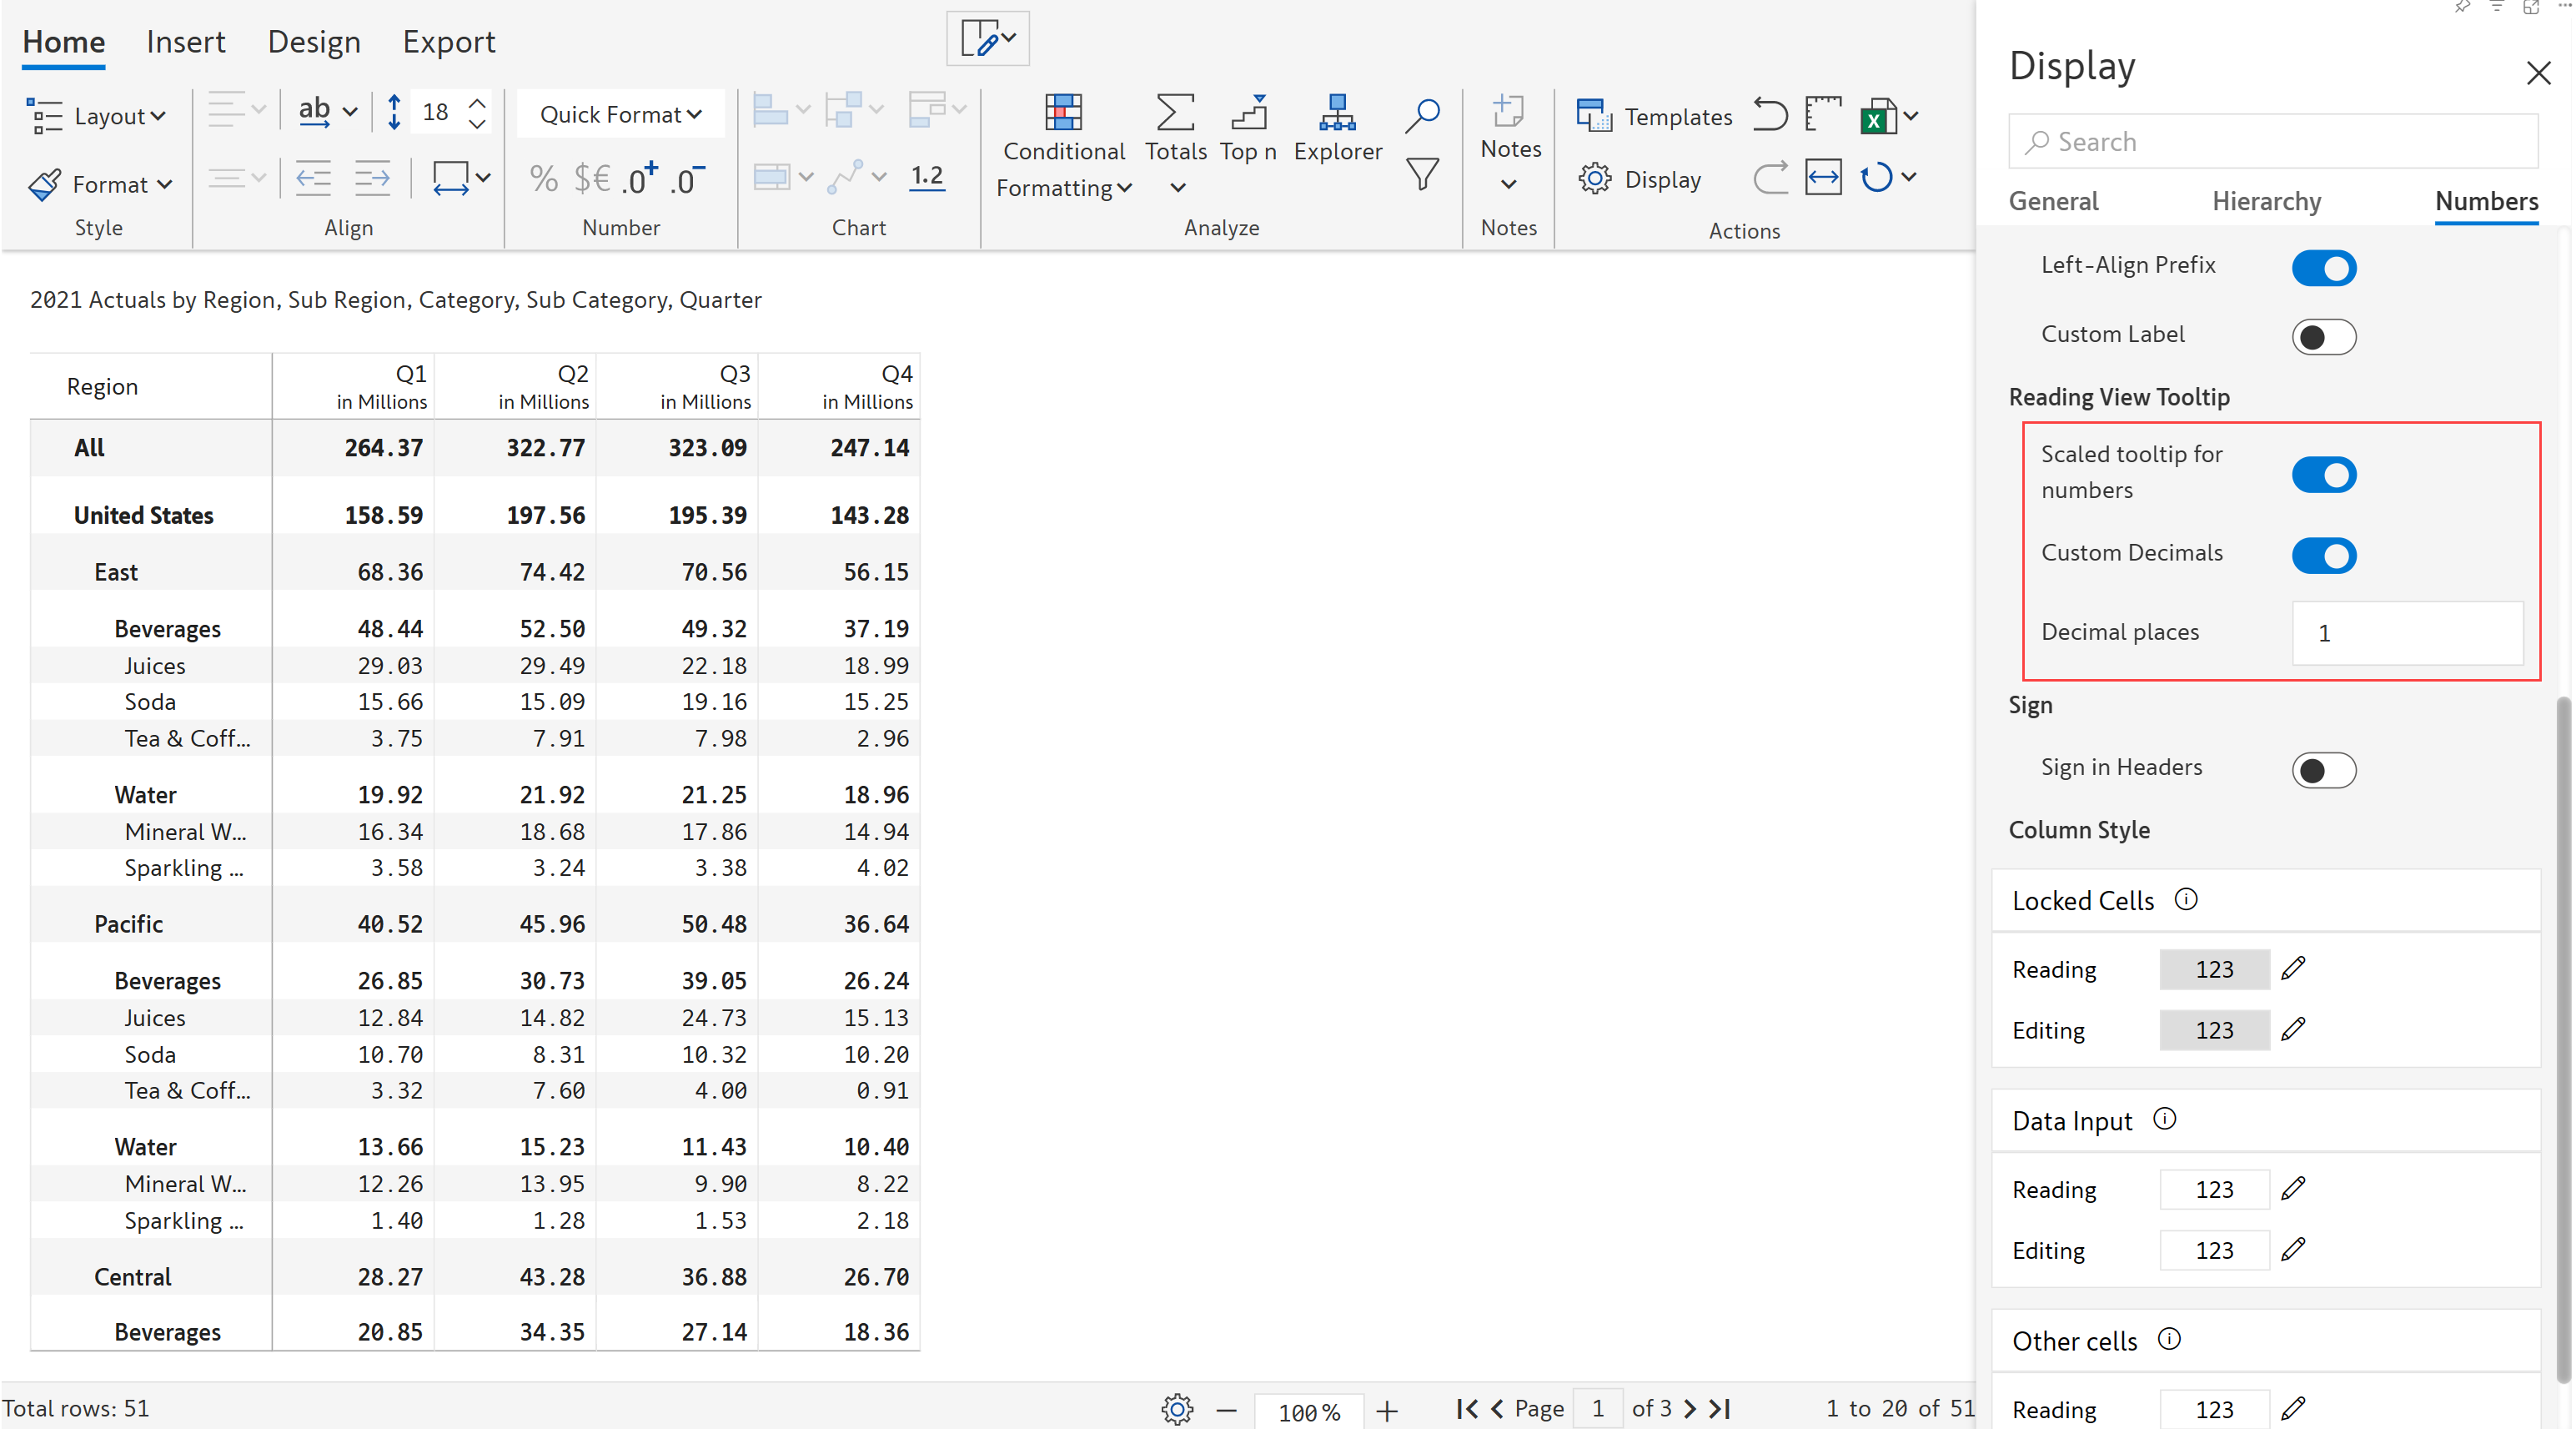 Home Insert Design Export
Layout ab 18 Quick Format Conditional Formatting Totals Top n Explorer Notes Templates
Format % $€ .0+ .0- 1.2 Display
Style Align Number Chart Analyze Notes Actions
2021 Actuals by Region, Sub Region, Category, Sub Category, Quarter
Region Q1 Q2 Q3 Q4
in Millions in Millions in Millions in Millions
All 264.37 322.77 323.09 247.14
United States 158.59 197.56 195.39 143.28
East 68.36 74.42 70.56 56.15
Beverages 48.44 52.50 49.32 37.19
Juices 29.03 29.49 22.18 18.99
Soda 15.66 15.09 19.16 15.25
Tea & Coff... 3.75 7.91 7.98 2.96
Water 19.92 21.92 21.25 18.96
Mineral W... 16.34 18.68 17.86 14.94
Sparkling ... 3.58 3.24 3.38 4.02
Pacific 40.52 45.96 50.48 36.64
Beverages 26.85 30.73 39.05 26.24
Juices 12.84 14.82 24.73 15.13
Soda 10.70 8.31 10.32 10.20
Tea & Coff... 3.32 7.60 4.00 0.91
Water 13.66 15.23 11.43 10.40
Mineral W... 12.26 13.95 9.90 8.22
Sparkling ... 1.40 1.28 1.53 2.18
Central 28.27 43.28 36.88 26.70
Beverages 20.85 34.35 27.14 18.36
Total rows: 51 100% Page 1 of 3 1 to 20 of 51
Display
Search
General Hierarchy Numbers
Left-Align Prefix
Custom Label
Reading View Tooltip
Scaled tooltip for
numbers
Custom Decimals
Decimal places 1
Sign
Sign in Headers
Column Style
Locked Cells
Reading 123
Editing 123
Data Input
Reading 123
Editing 123
Other cells
Reading 123